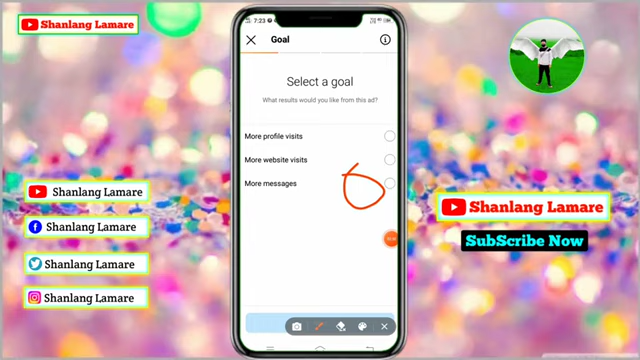 Shanlang Lamare
7:23
Goal
Select a goal
What results would you like from this ad?
More profile visits
More website visits
More messages
Shanlang Lamare
Shanlang Lamare
Shanlang Lamare
Shanlang Lamare
Shanlang Lamare
SubScribe Now